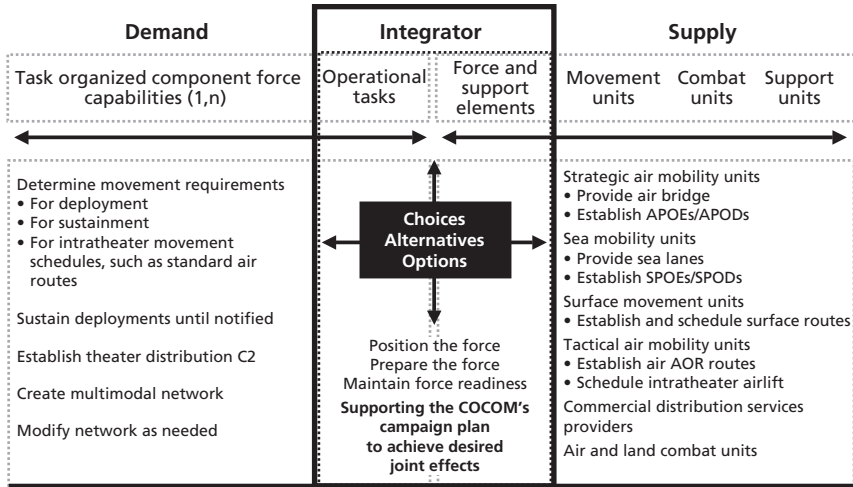 Demand
Integrator
Supply
Task organized component force
capabilities (1,n)
Operational
tasks
Force and
support
elements
Movement
units
Combat
units
Support
units
Determine movement requirements
• For deployment
• For sustainment
• For intratheater movement
schedules, such as standard air
routes
Sustain deployments until notified
Establish theater distribution C2
Create multimodal network
Modify network as needed
Choices
Alternatives
Options
Position the force
Prepare the force
Maintain force readiness
Supporting the COCOM's
campaign plan
to achieve desired
joint effects
Strategic air mobility units
• Provide air bridge
• Establish APOEs/APODs
Sea mobility units
• Provide sea lanes
• Establish SPOEs/SPODs
Surface movement units
• Establish and schedule surface routes
Tactical air mobility units
• Establish air AOR routes
• Schedule intratheater airlift
Commercial distribution services
providers
Air and land combat units